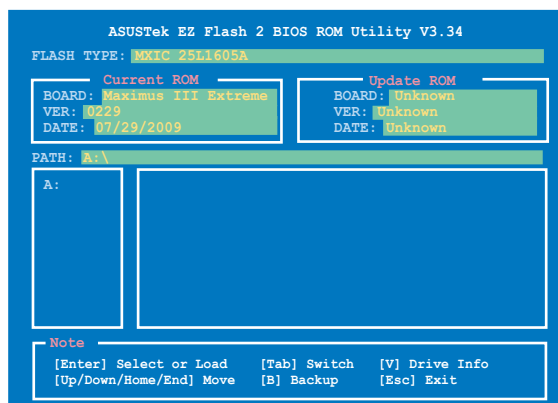 ASUSTek EZ Flash 2 BIOS ROM Utility V3.34
FLASH TYPE: MXIC 25L1605A
Current ROM
BOARD: Maximus III Extreme
VER: 0229
DATE: 07/29/2009
Update ROM
BOARD: Unknown
VER: Unknown
DATE: Unknown
PATH: A:\
A:
Note
[Enter] Select or Load [Tab] Switch [V] Drive Info
[Up/Down/Home/End] Move [B] Backup [Esc] Exit